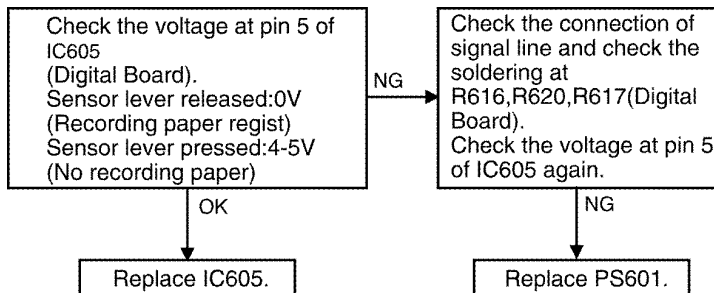 Check the voltage at pin 5 of
IC605
(Digital Board).
Sensor lever released:0V
(Recording paper regist)
Sensor lever pressed:4-5V
(No recording paper)
NG
Check the connection of
signal line and check the
soldering at
R616,R620,R617(Digital
Board).
Check the voltage at pin 5
of IC605 again.
OK
NG
Replace IC605.
Replace PS601.